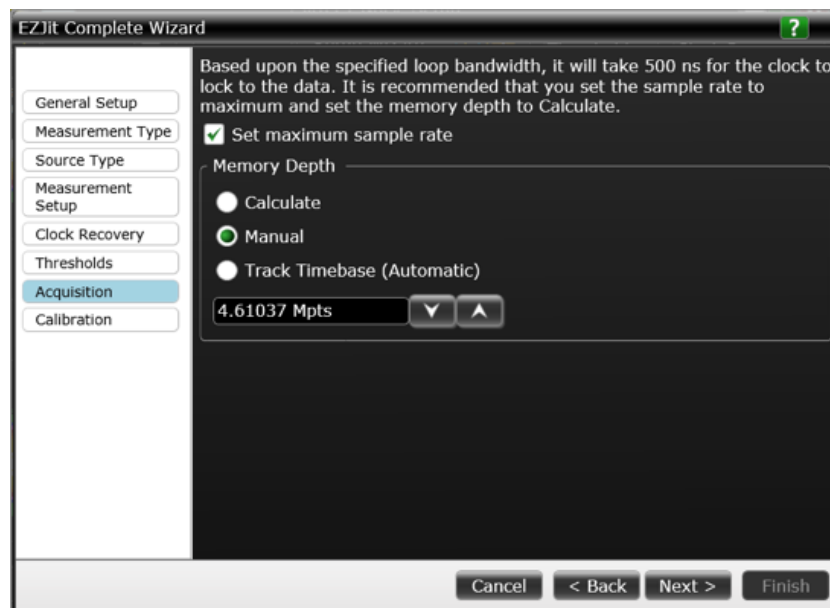 EZJit Complete Wizard
?
General Setup
Measurement Type
Source Type
Measurement
Setup
Clock Recovery
Thresholds
Acquisition
Calibration
Based upon the specified loop bandwidth, it will take 500 ns for the clock to
lock to the data. It is recommended that you set the sample rate to
maximum and set the memory depth to Calculate.
Set maximum sample rate
Memory Depth
Calculate
Manual
Track Timebase (Automatic)
4.61037 Mpts
Cancel
< Back
Next >
Finish